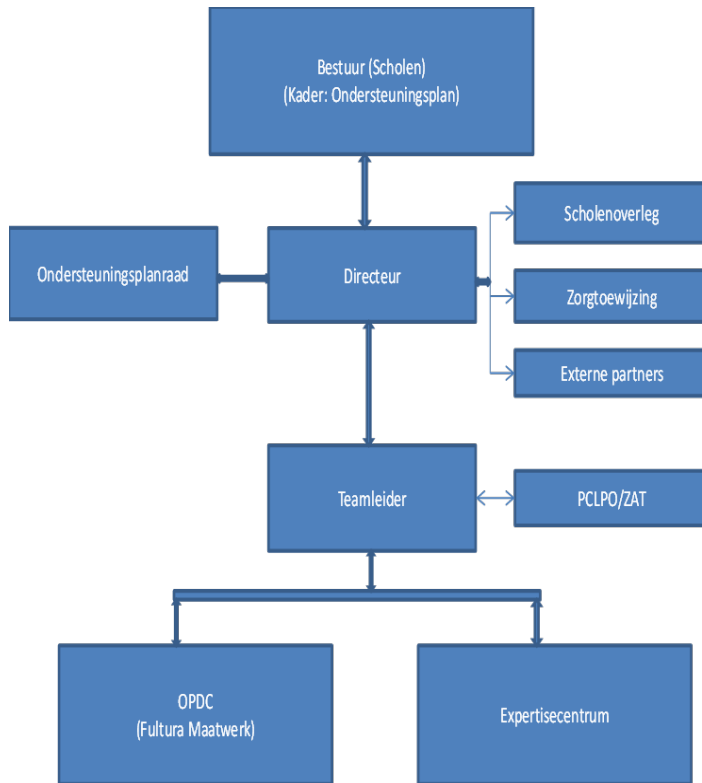 Bestuur (Scholen)
(Kader: Ondersteuningsplan)
Scholenoverleg
Ondersteuningsplanraad
Directeur
Zorgtoewijzing
Externe partners
Teamleider
PCLPO/ZAT
OPDC
(Fultura Maatwerk)
Expertisecentrum